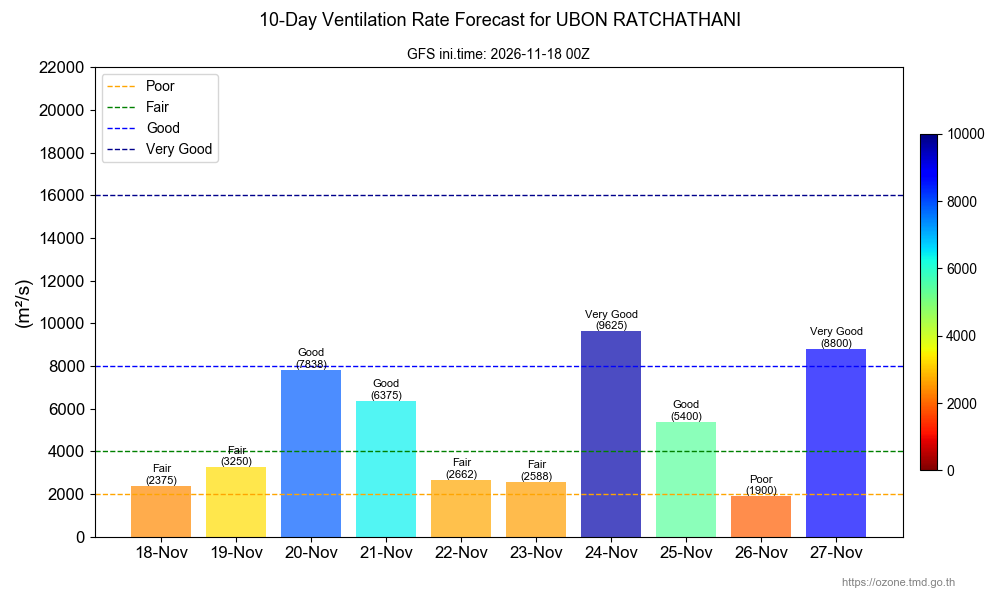 10-Day Ventilation Rate Forecast for UBON RATCHATHANI
GFS ini.time: 2026-11-18 00Z
22000
20000
18000
16000
14000
12000
10000
8000
6000
4000
2000
0
(m²/s)
Poor
Fair
Good
Very Good
Fair
(2375)
Fair
(3250)
Good
(7838)
Good
(6375)
Fair
(2662)
Fair
(2588)
Very Good
(9625)
Good
(5400)
Poor
(1900)
Very Good
(8800)
18-Nov
19-Nov
20-Nov
21-Nov
22-Nov
23-Nov
24-Nov
25-Nov
26-Nov
27-Nov
10000
8000
6000
4000
2000
0
https://ozone.tmd.go.th